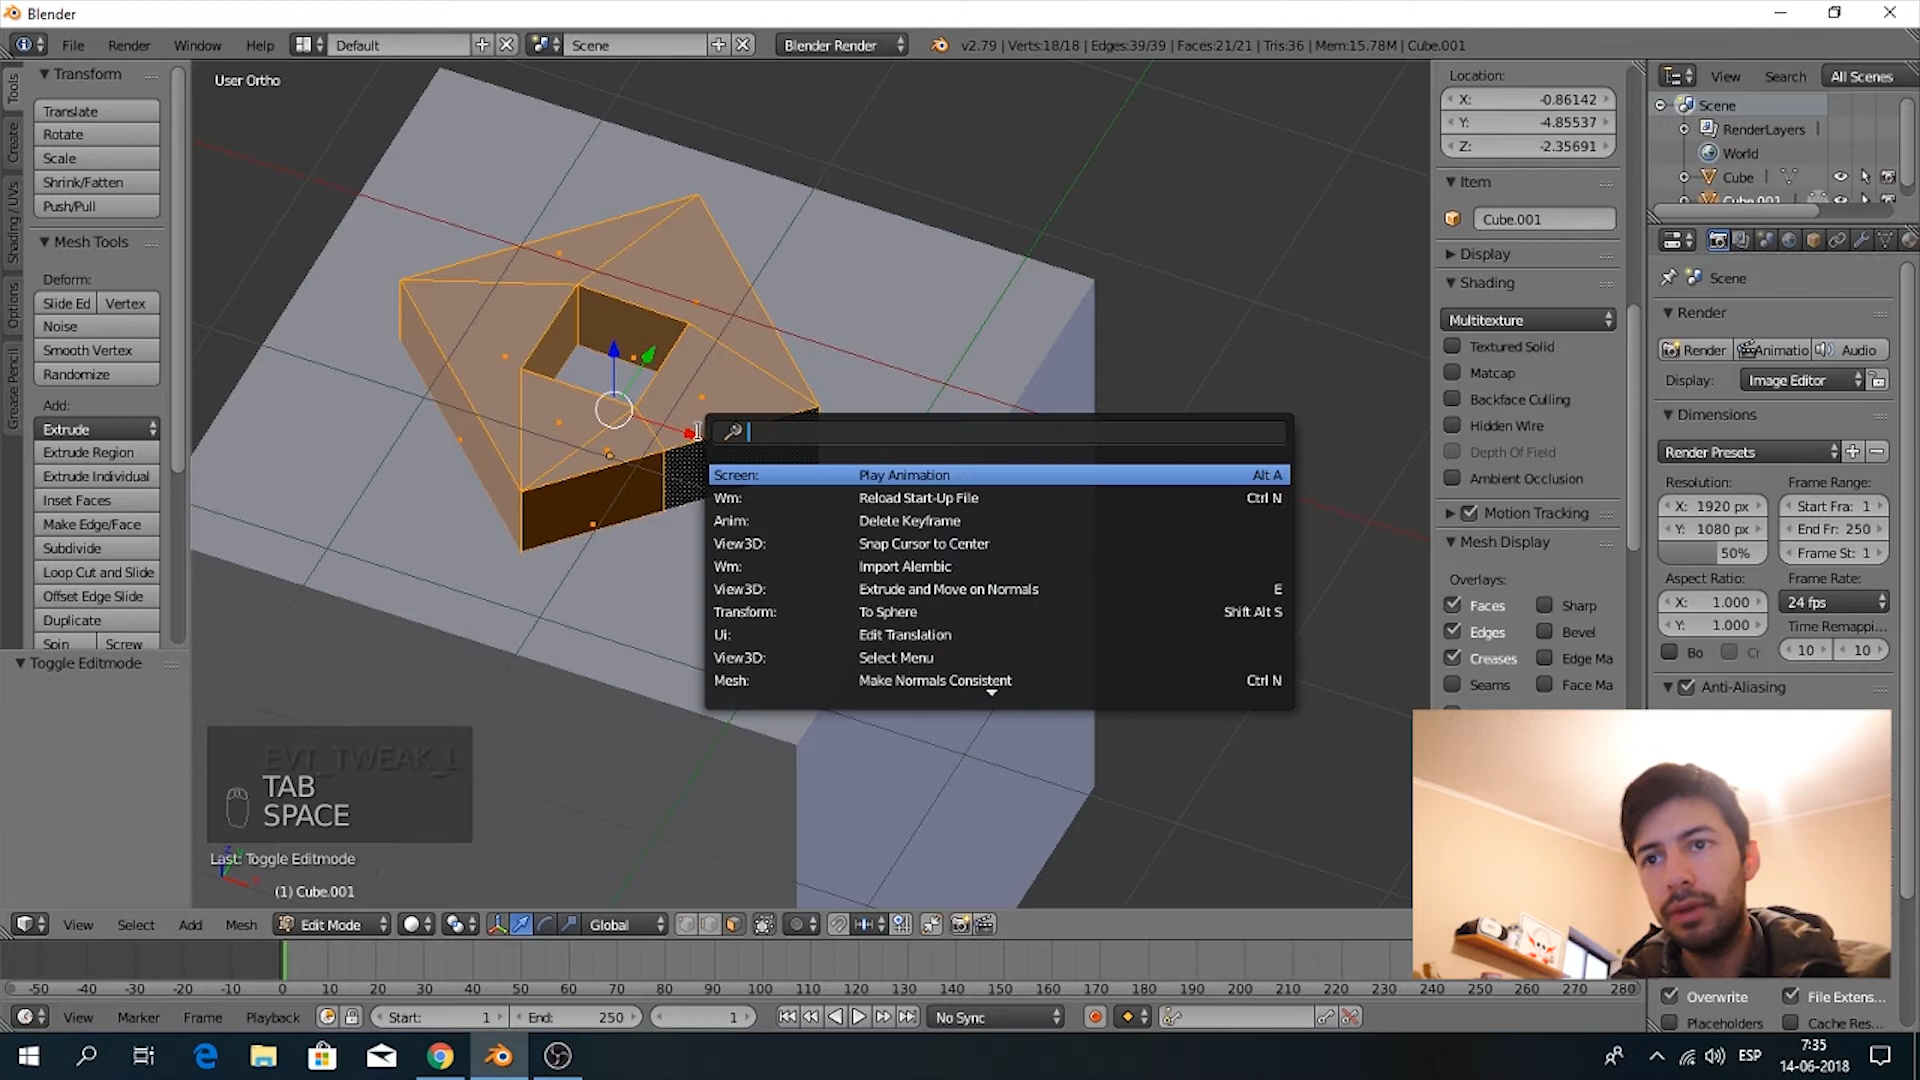 Blender
File Render Window Help Default Scene Blender Render v2.79 | Verts:18/18 | Edges:39/39 | Faces:21/21 | Tris:36 | Mem:15.78M | Cube.001
Tools
Create
Shading / UVs
Options
Grease Pencil
Transform
Translate
Rotate
Scale
Shrink/Fatten
Push/Pull
Mesh Tools
Deform:
Slide Ed Vertex
Noise
Smooth Vertex
Randomize
Add:
Extrude
Extrude Region
Extrude Individual
Inset Faces
Make Edge/Face
Subdivide
Loop Cut and Slide
Offset Edge Slide
Duplicate
Spin Screw
Toggle Editmode
User Ortho
Screen: Play Animation Alt A
Wm: Reload Start-Up File Ctrl N
Anim: Delete Keyframe
View3D: Snap Cursor to Center
Wm: Import Alembic
View3D: Extrude and Move on Normals E
Transform: To Sphere Shift Alt S
Ui: Edit Translation
View3D: Select Menu
Mesh: Make Normals Consistent Ctrl N
EVT_TWEAK_L
TAB
SPACE
Last: Toggle Editmode
(1) Cube.001
Location:
X: -0.86142
Y: -4.85537
Z: -2.35691
Item
Cube.001
Display
Shading
Multitexture
Textured Solid
Matcap
Backface Culling
Hidden Wire
Depth Of Field
Ambient Occlusion
Motion Tracking
Mesh Display
Overlays:
Faces Sharp
Edges Bevel
Creases Edge Ma
Seams Face Ma
View Search All Scenes
Scene
RenderLayers
World
Cube
Cube.001
Scene
Render
Render Animatio Audio
Display: Image Editor
Dimensions
Render Presets
Resolution: Frame Range:
X: 1920 px Start Fra: 1
Y: 1080 px End Fr: 250
50% Frame St: 1
Aspect Ratio: Frame Rate:
X: 1.000 24 fps
Y: 1.000 Time Remappi...
Bo Cr 10 10
Anti-Aliasing
Overwrite File Extens...
Placeholders Cache Res...
View Select Add Mesh Edit Mode Global
-50 -40 -30 -20 -10 0 10 20 30 40 50 60 70 80 90 100 110 120 130 140 150 160 170 180 190 200 210 220 230 240 250 260 270 280
View Marker Frame Playback Start: 1 End: 250 1 No Sync
ESP
7:35
14-06-2018